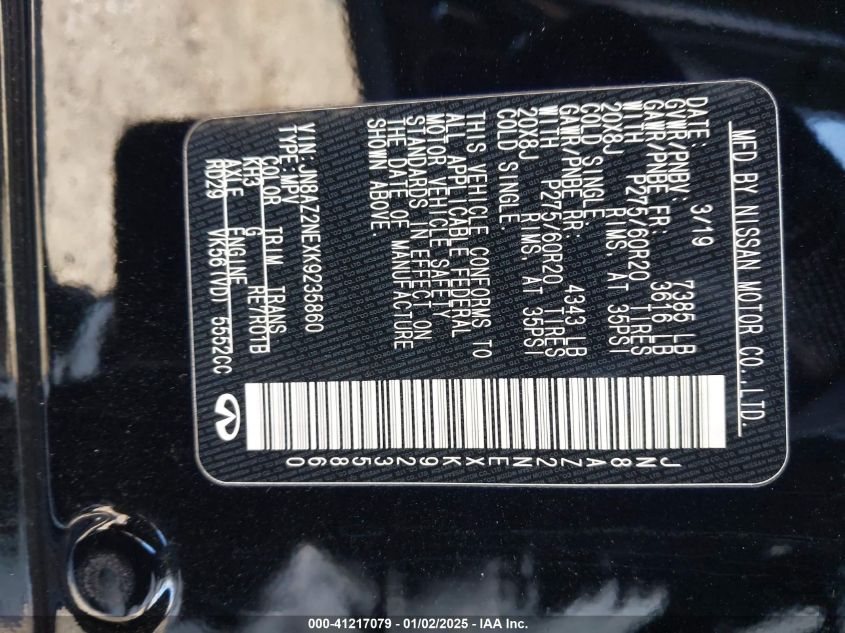 MFD BY NISSAN MOTOR CO.,LTD.
DATE: 3/19
GVWR/PNBV: 7385 LB
GAWR/PNBE FR: 3616 LB
WITH P275/60R20 TIRES
20X8J RIMS, AT 35PSI
COLD SINGLE
GAWR/PNBE RR: 4343 LB
WITH P275/60R20 TIRES
20X8J RIMS, AT 35PSI
COLD SINGLE.
THIS VEHICLE CONFORMS TO
ALL APPLICABLE FEDERAL
MOTOR VEHICLE SAFETY
STANDARDS IN EFFECT ON
THE DATE OF MANUFACTURE
SHOWN ABOVE
VIN: JN8AZ2NEXK9235860
TYPE: MPV
COLOR TRIM TRANS
KH3 G RE7R01B
AXLE ENGINE
RD29 VK56(VD) 5552CC
JN8AZ2NEXK9235860
000-41217079 - 01/02/2025 - IAA Inc.